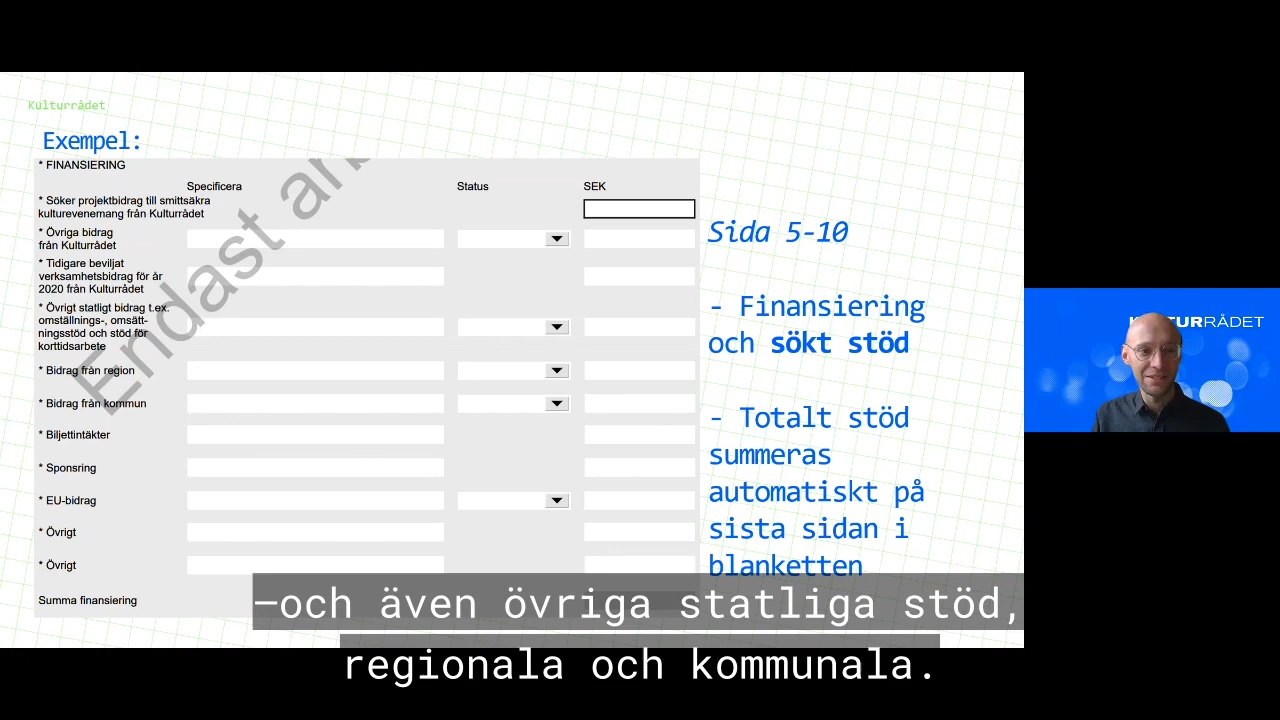 Kulturrådet
Exempel:
* FINANSIERING
Specificera
Status
SEK
* Söker projektbidrag till smittsäkra
kulturevenemang från Kulturrådet
* Övriga bidrag
från Kulturrådet
* Tidigare beviljat
verksamhetsbidrag för år
2020 från Kulturrådet
* Övrigt statligt bidrag t.ex.
omställnings-, omsätt-
ningsstöd och stöd för
korttidsarbete
* Bidrag från region
* Bidrag från kommun
* Biljettintäkter
* Sponsring
* EU-bidrag
* Övrigt
* Övrigt
Summa finansiering
Endast
Sida 5-10
- Finansiering
och sökt stöd
- Totalt stöd
summeras
automatiskt på
sista sidan i
blanketten
KULTURRÅDET
–och även övriga statliga stöd,
regionala och kommunala.